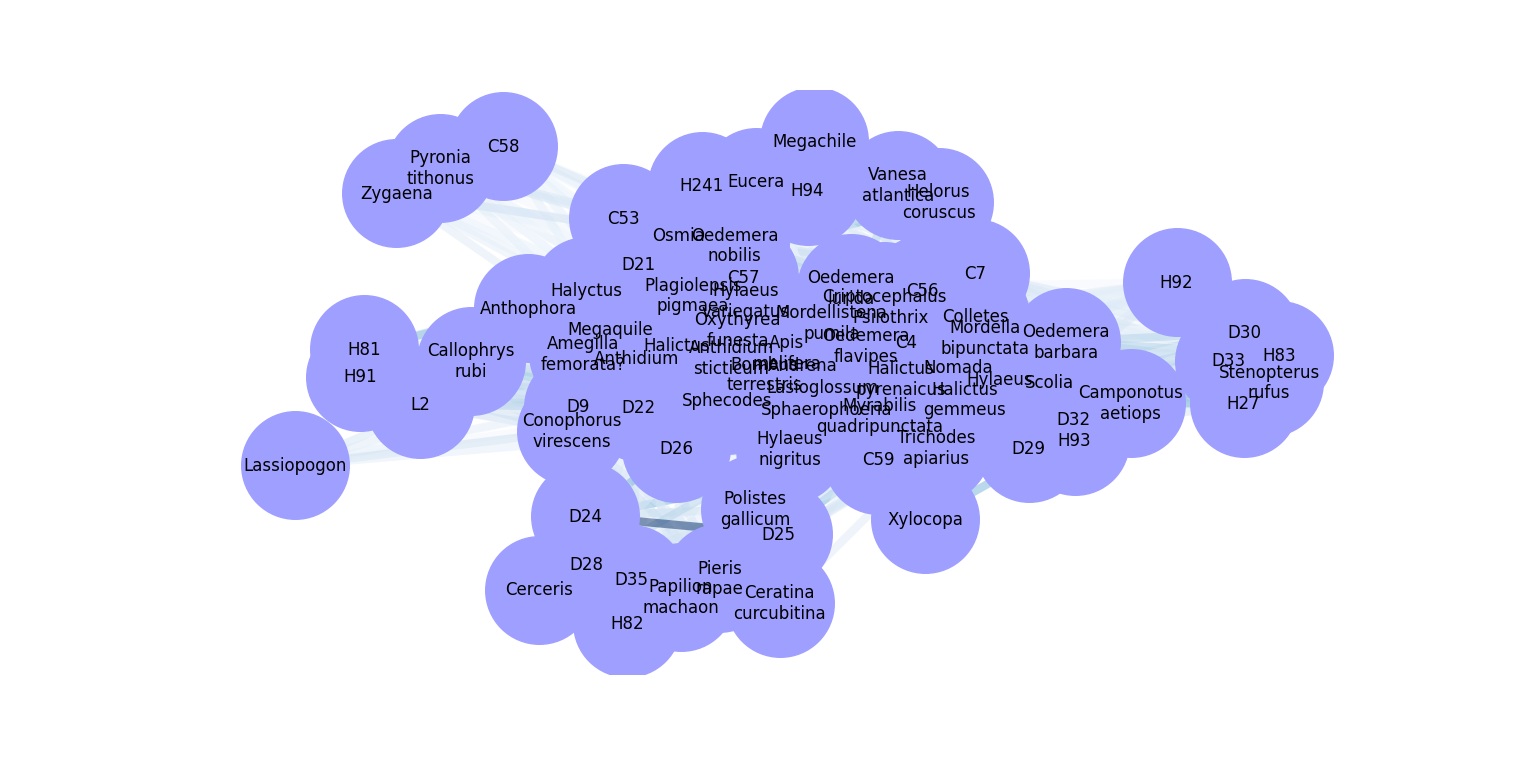 Megachile
C58
Pyronia
tithonus
Zygaena
H241
Eucera
H94
Vanesa
atlantica
Helorus
coruscus
C53
Osmia
Oedemera
nobilis
D21
C57
C7
H92
Halyctus
Plagiolepsis
pigmaea
Hylaeus
variegatus
Oedemera
lurida
Criptocephalus
C56
Anthophora
Mordellistena
pumila
Psilothrix
Colletes
Oxythyrea
funesta
Megaquile
Mordella
bipunctata
Oedemera
barbara
D30
H81
Callophrys
rubi
Amegilla
femorata?
Halictus
Anthidium
Anthidium
sticticum
Apis
mellifera
Oedemera
flavipes
C4
D33
H83
H91
Bombus
terrestris
Andrena
Halictus
pyrenaicus
Nomada
Hylaeus
Scolia
Stenopterus
rufus
L2
D9
D22
Sphecodes
Lasioglossum
Sphaerophoeria
Myrabilis
quadripunctata
Halictus
gemmeus
Camponotus
aetiops
H27
Conophorus
virescens
D32
H93
Lassiopogon
D26
Hylaeus
nigritus
C59
Trichodes
apiarius
D29
D24
Polistes
gallicum
D25
Xylocopa
D28
D35
Cerceris
Papilion
machaon
Pieris
rapae
Ceratina
curcubitina
H82